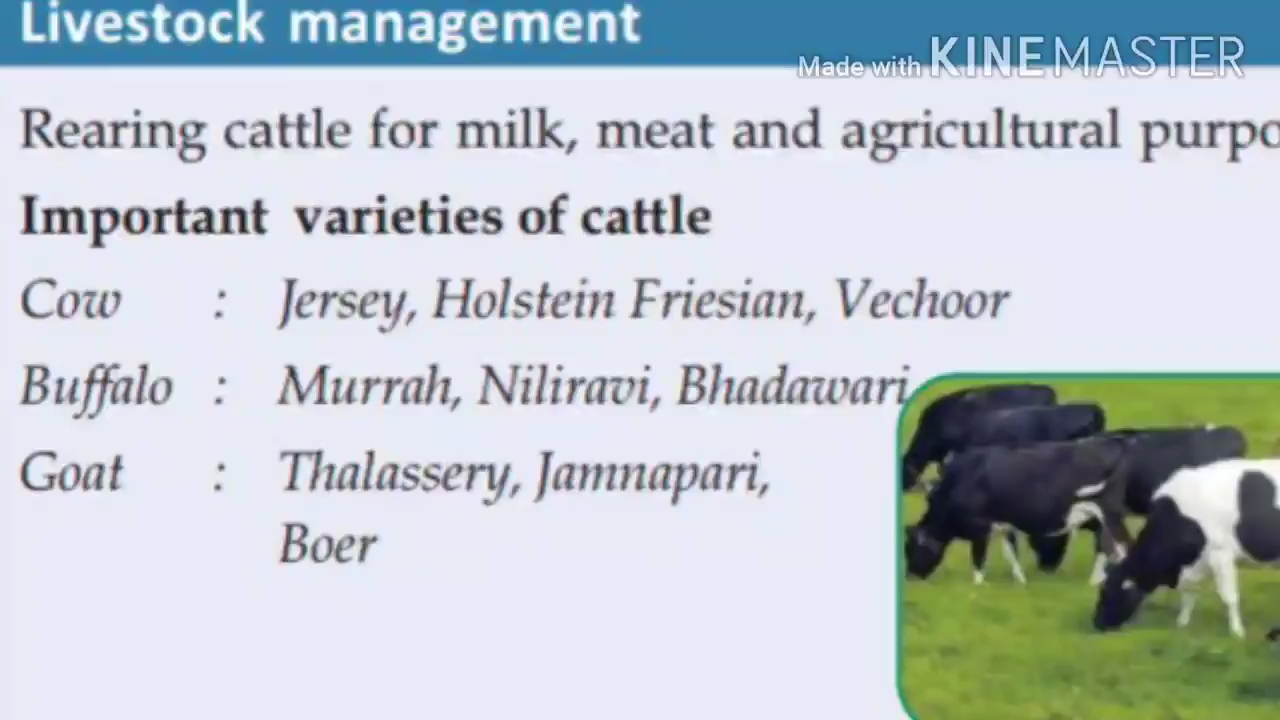 Livestock management
Made with KINEMASTER
Rearing cattle for milk, meat and agricultural
Important varieties of cattle
Cow : Jersey, Holstein Friesian, Vechoor
Buffalo : Murrah, Niliravi, Bhadawari
Goat : Thalassery, Jamnapari,
Boer